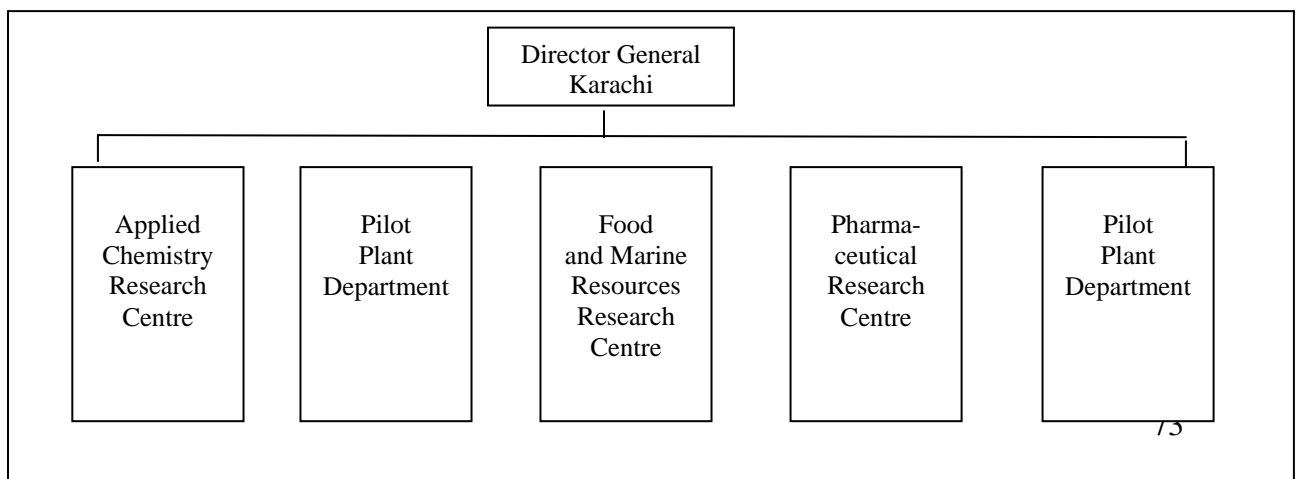 Director General
Karachi
Applied
Chemistry
Research
Centre
Pilot
Plant
Department
Food
and Marine
Resources
Research
Centre
Pharma-
ceutical
Research
Centre
Pilot
Plant
Department